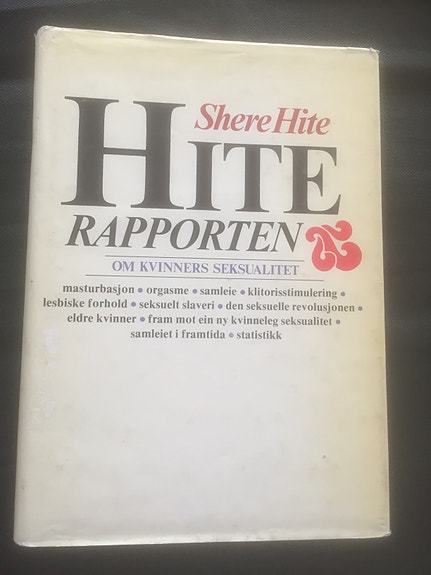 Shere Hite
HITE
RAPPORTEN
OM KVINNERS SEKSUALITET
masturbasjon • orgasme • samleie • klitorisstimulering •
lesbiske forhold • seksuelt slaveri • den seksuelle revolusjonen •
eldre kvinner • fram mot ein ny kvinneleg seksualitet •
samleiet i framtida • statistikk